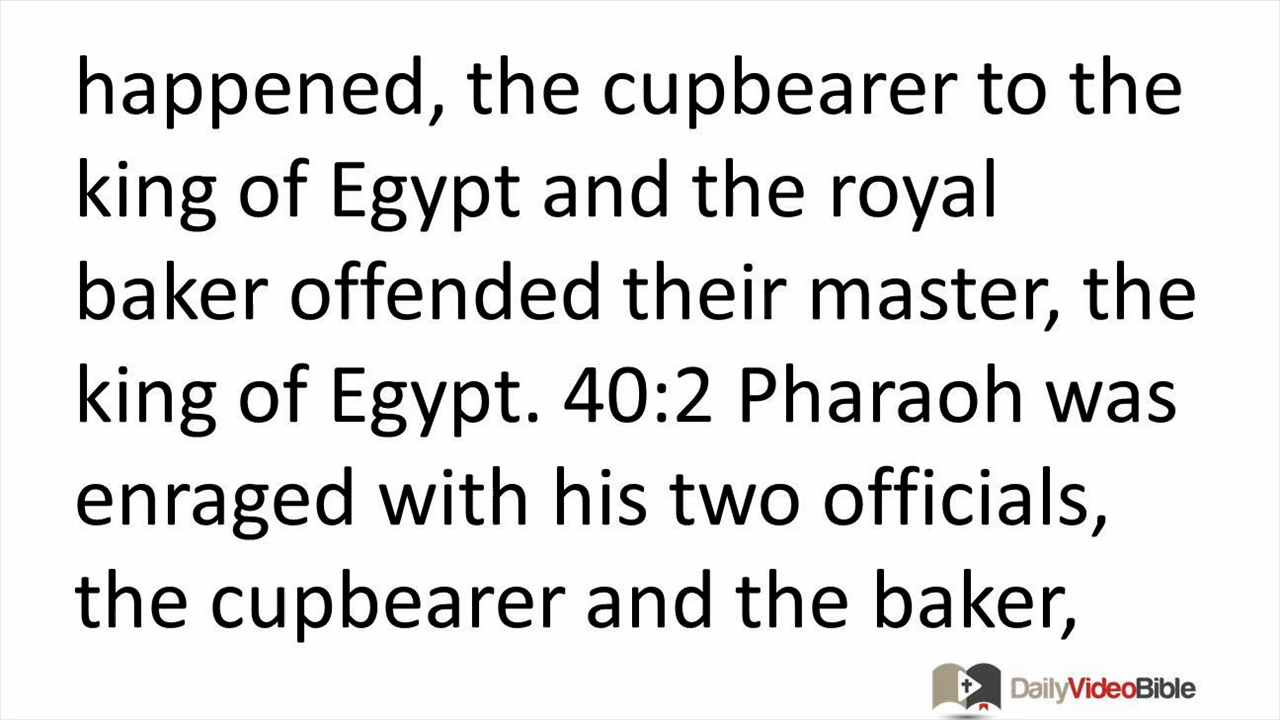 happened, the cupbearer to the
king of Egypt and the royal
baker offended their master, the
king of Egypt. 40:2 Pharaoh was
enraged with his two officials,
the cupbearer and the baker,
DailyVideoBible